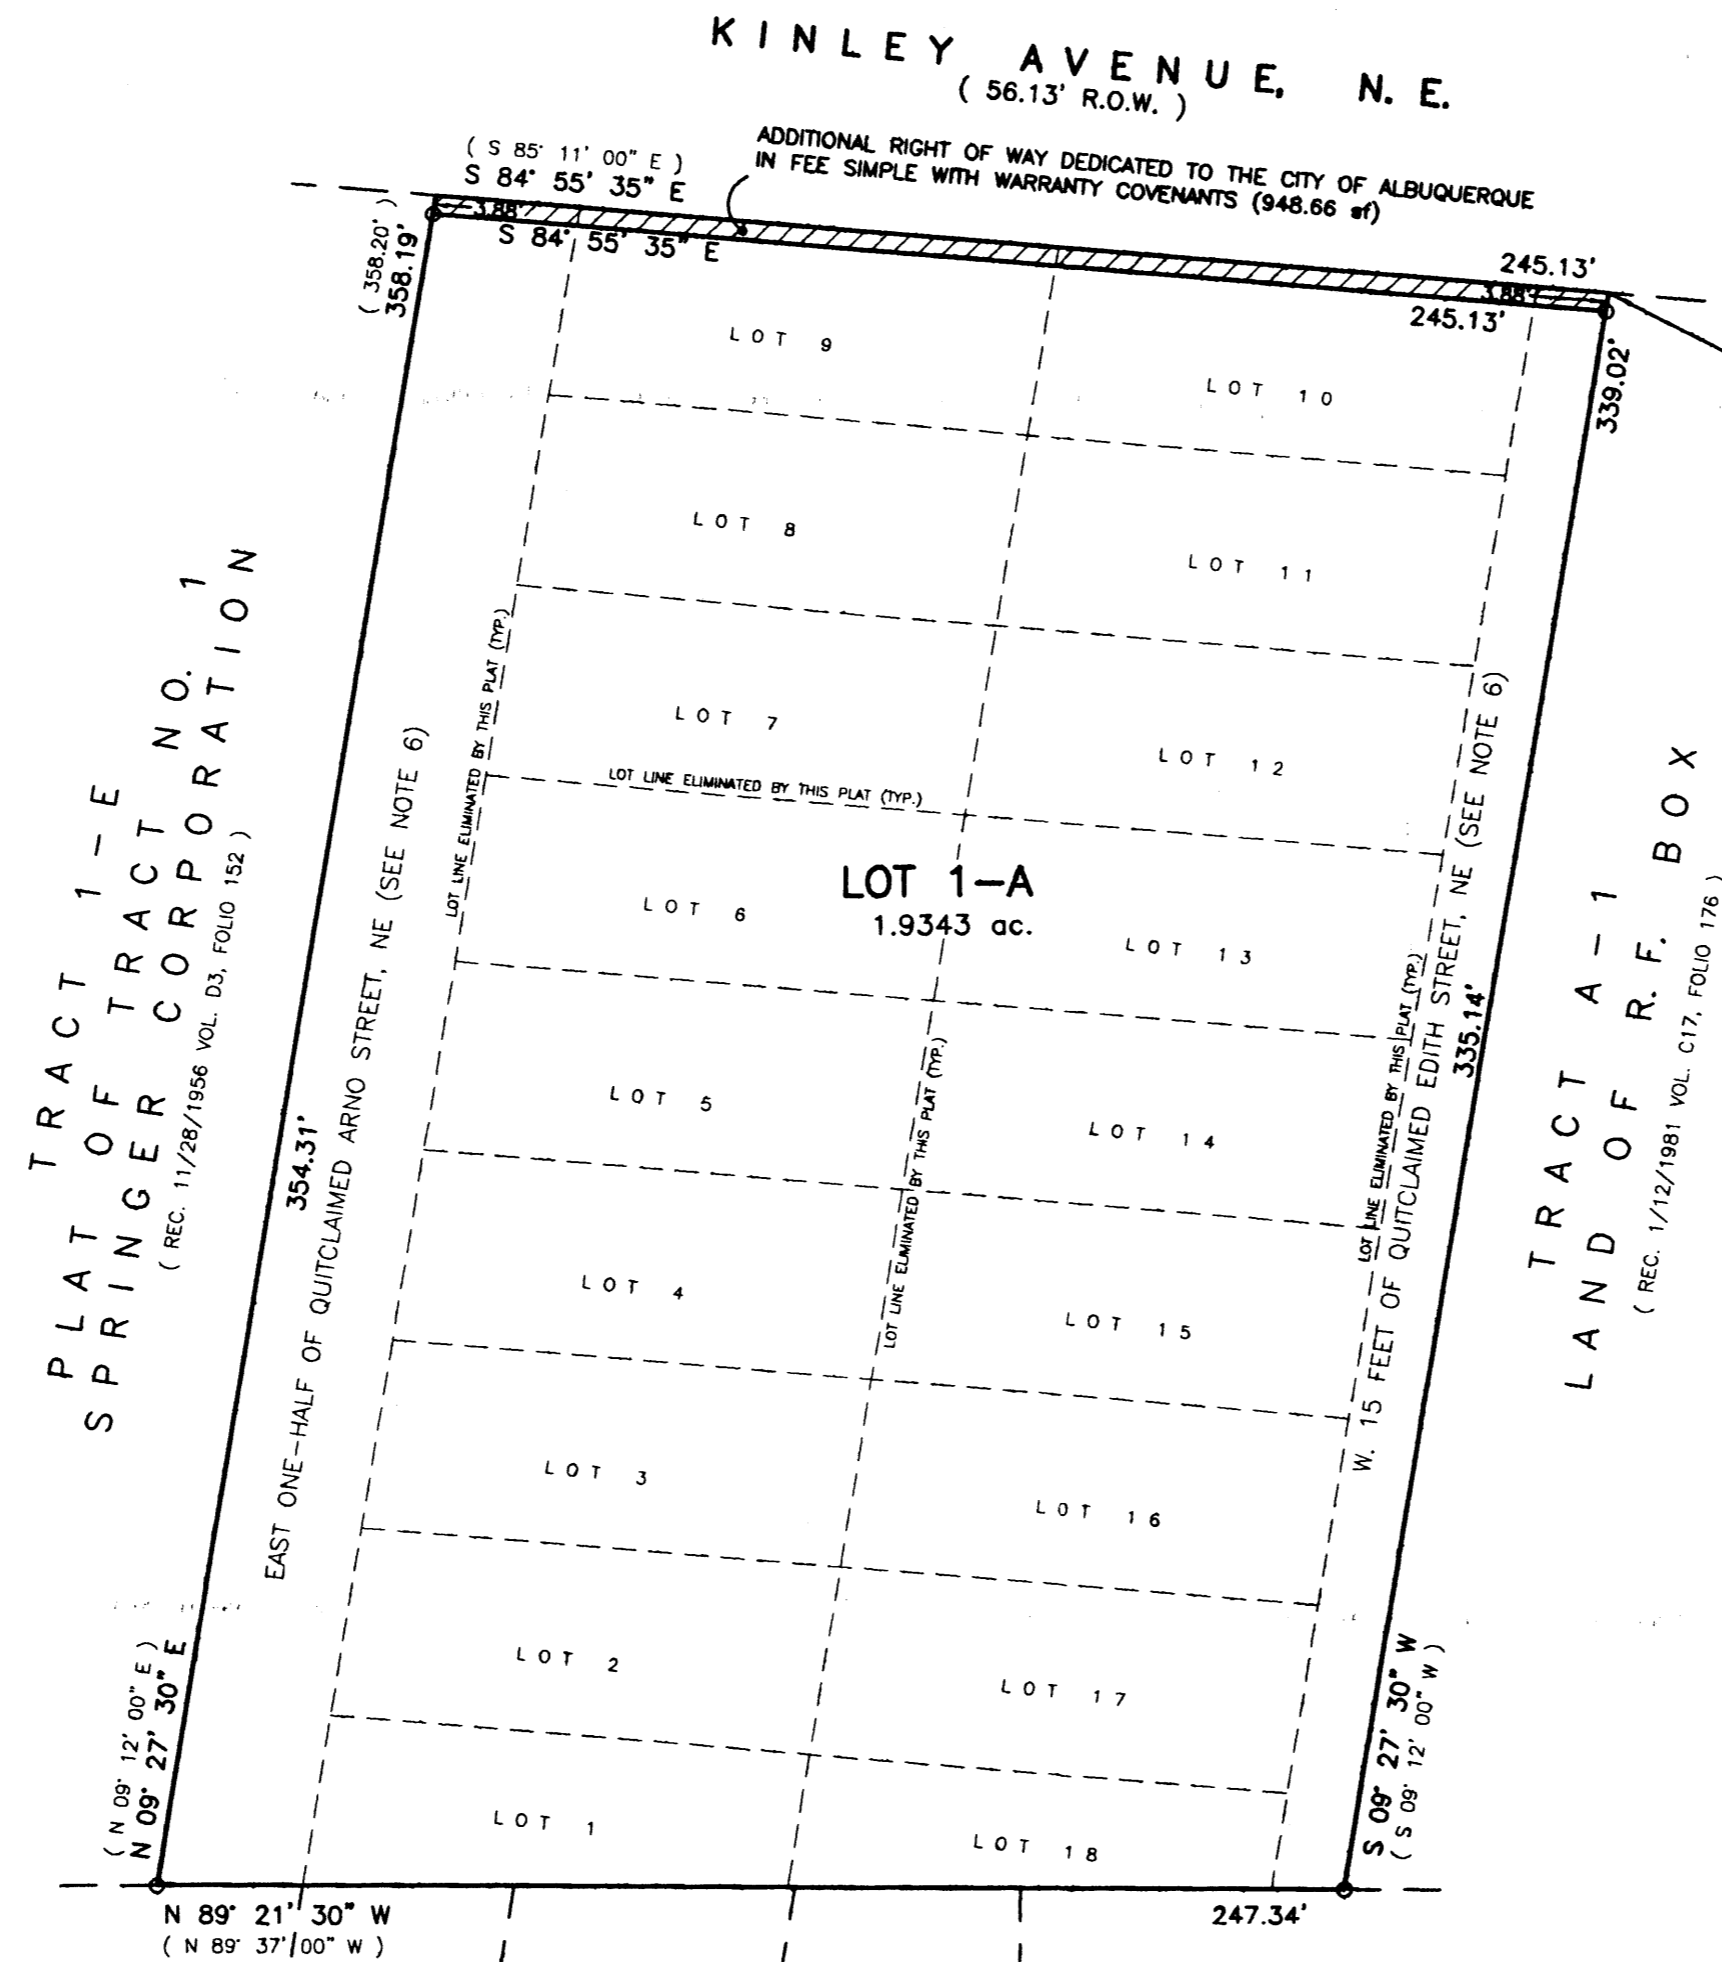 KINLEY AVENUE, N. E.
( 56.13' R.O.W. )
ADDITIONAL RIGHT OF WAY DEDICATED TO THE CITY OF ALBUQUERQUE
IN FEE SIMPLE WITH WARRANTY COVENANTS (948.66 sf)
( S 85° 11' 00" E )
S 84° 55' 35" E
3.88'
S 84° 55' 35" E
245.13'
3.88'
245.13'
( 358.20' )
358.19'
339.02'
LOT 9
LOT 10
LOT 8
LOT 11
LOT 7
LOT 12
LOT LINE ELIMINATED BY THIS PLAT (TYP.)
LOT LINE ELIMINATED BY THIS PLAT (TYP.)
LOT 1-A
1.9343 ac.
LOT 6
LOT 13
LOT 5
LOT 14
LOT LINE ELIMINATED BY THIS PLAT (TYP.)
LOT LINE ELIMINATED BY THIS PLAT (TYP.)
LOT 4
LOT 15
LOT 3
LOT 16
LOT 2
LOT 17
LOT 1
LOT 18
TRACT 1-E
PLAT OF TRACT NO. 1
SPRINGER CORPORATION
( REC. 11/28/1956 VOL. D3, FOLIO 152 )
354.31'
EAST ONE-HALF OF QUITCLAIMED ARNO STREET, NE (SEE NOTE 6)
W. 15 FEET OF QUITCLAIMED EDITH STREET, NE (SEE NOTE 6)
335.14'
TRACT A-1
LAND OF R. F. BOX
( REC. 1/12/1981 VOL. C17, FOLIO 176 )
( N 09° 12' 00" E )
N 09° 27' 30" E
S 09° 27' 30" W
( S 09° 12' 00" W )
N 89° 21' 30" W
( N 89° 37' 00" W )
247.34'